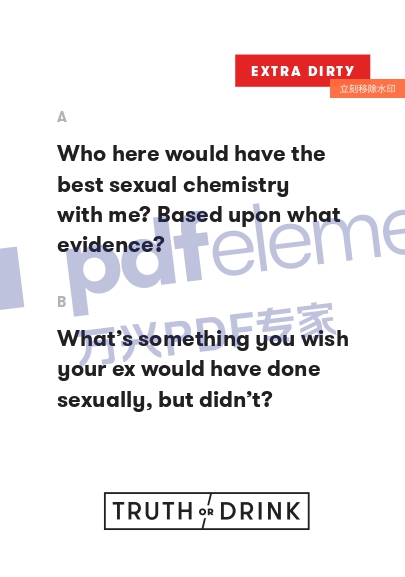 EXTRA DIRTY
立刻移除水印
A
Who here would have the
best sexual chemistry
with me? Based upon what
evidence?
pdfeleme
万兴PDF专家
B
What's something you wish
your ex would have done
sexually, but didn't?
TRUTH OR DRINK